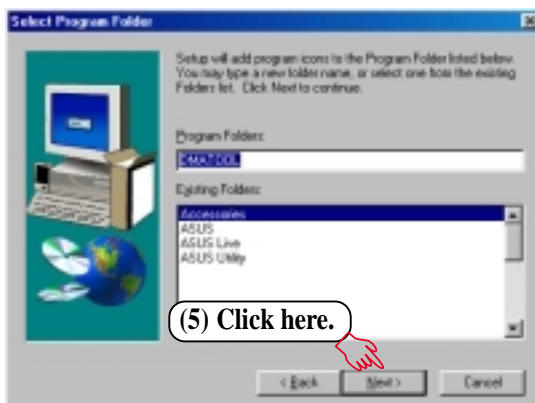 Select Program Folder
Setup will add program icons to the Program Folder listed below.
You may type a new folder name, or select one from the existing
Folders list. Click Next to continue.
Program Folders:
DMATOOL
Existing Folders:
Accessories
ASUS
ASUS Live
ASUS Utility
(5) Click here.
< Back
Next >
Cancel